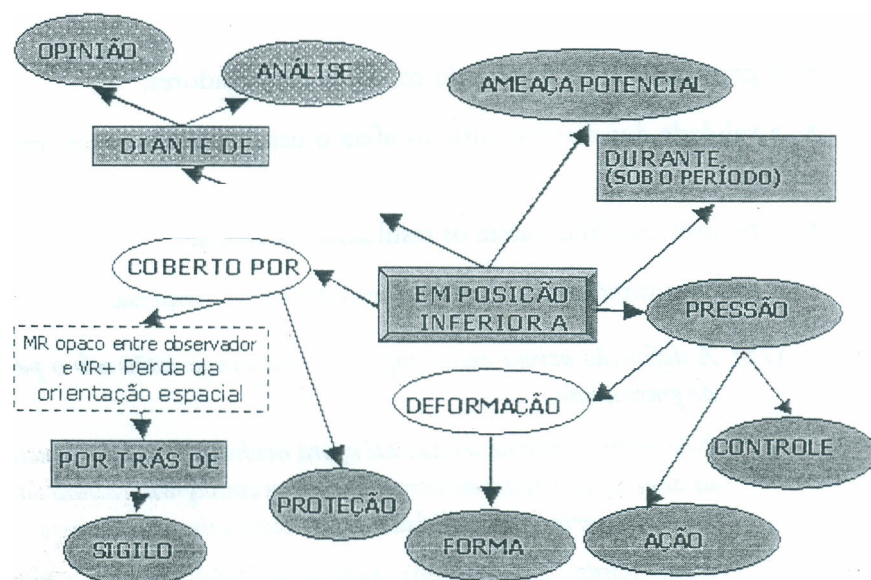 OPINIÃO
ANÁLISE
AMEAÇA POTENCIAL
DIANTE DE
DURANTE
(SOB O PERÍODO)
COBERTO POR
EM POSICÃO
INFERIOR A
PRESSÃO
MR opaco entre observador
e VR+ Perda da
orientação espacial
DEFORMAÇÃO
CONTROLE
POR TRÁS DE
PROTEÇÃO
SIGILO
FORMA
AÇÃO